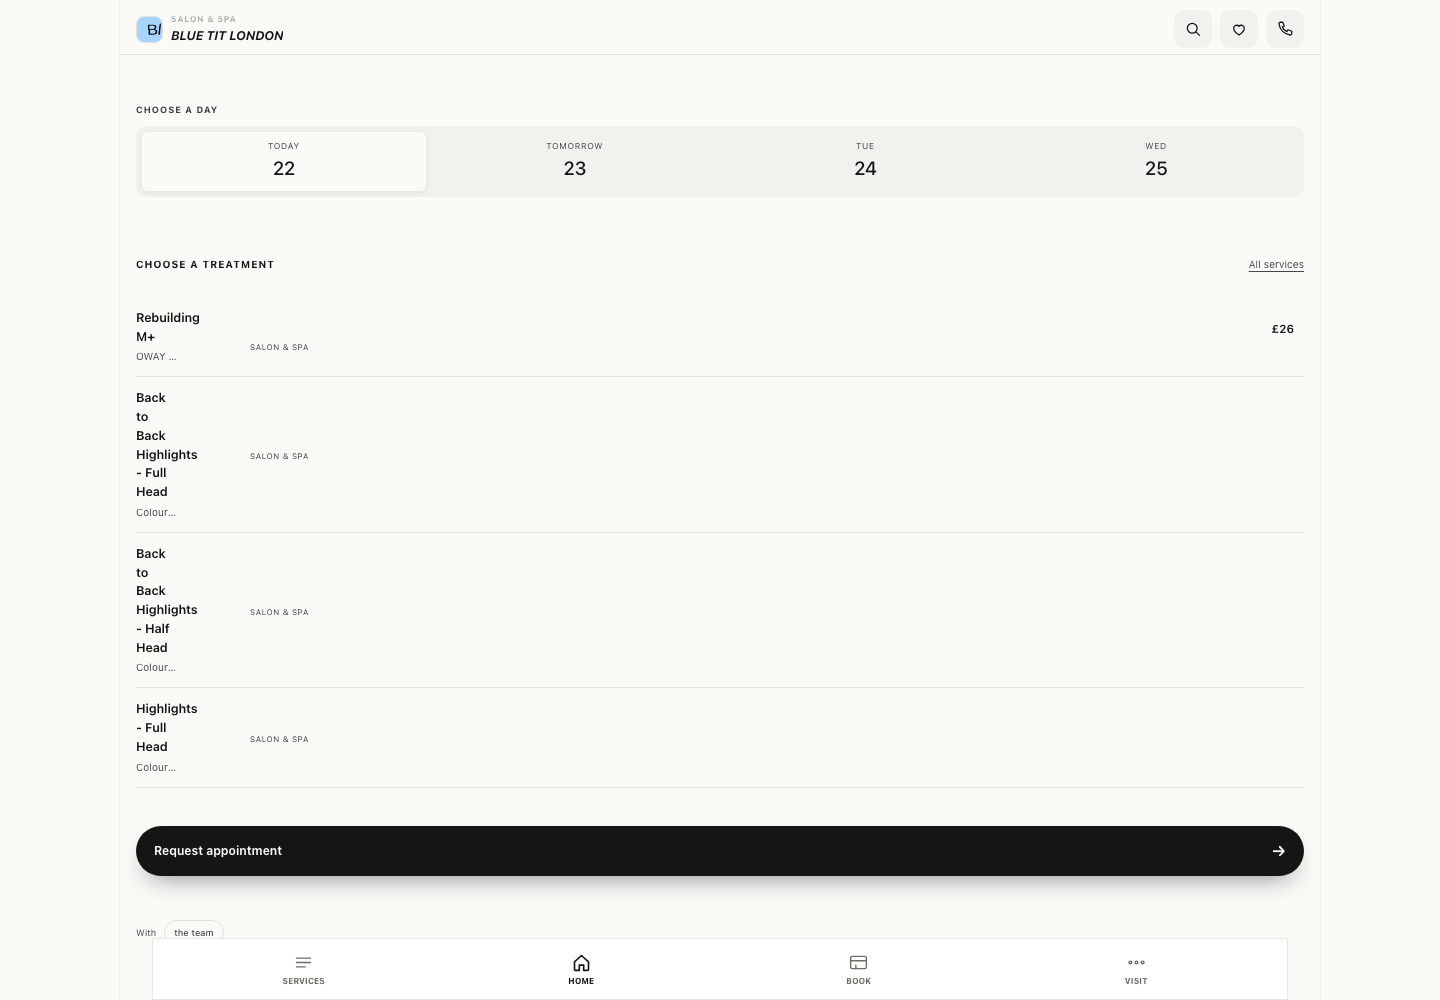 Bl
SALON & SPA
BLUE TIT LONDON
CHOOSE A DAY
TODAY
22
TOMORROW
23
TUE
24
WED
25
CHOOSE A TREATMENT
All services
Rebuilding
M+
OWAY ...
SALON & SPA
£26
Back
to
Back
Highlights
- Full
Head
Colour...
SALON & SPA
Back
to
Back
Highlights
- Half
Head
Colour...
SALON & SPA
Highlights
- Full
Head
Colour...
SALON & SPA
Request appointment
With the team
SERVICES
HOME
BOOK
VISIT